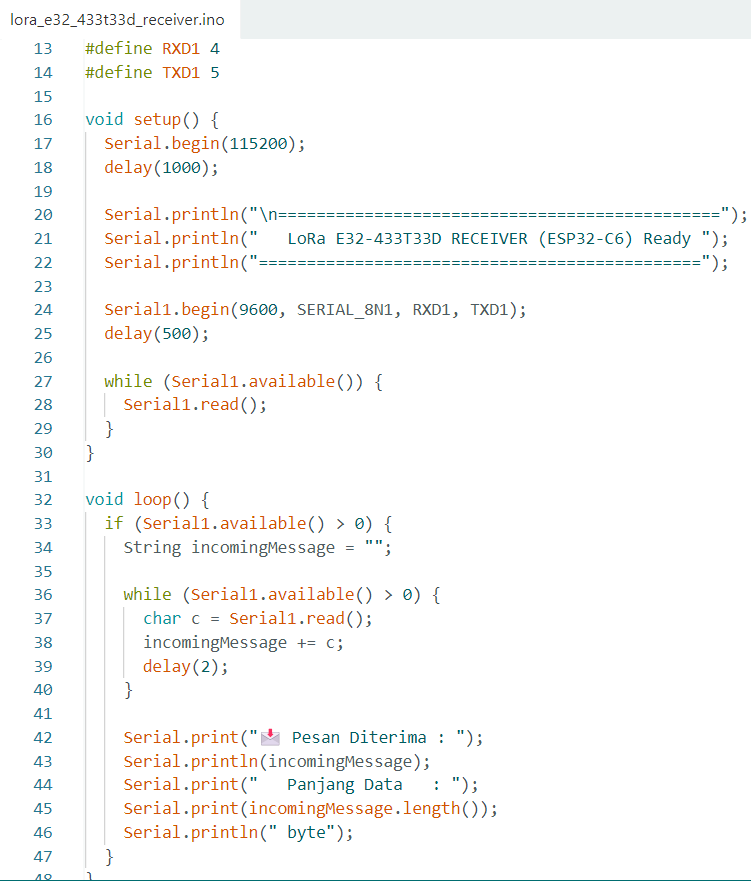 lora_e32_433t33d_receiver.ino
13 #define RXD1 4
14 #define TXD1 5
15
16 void setup() {
17   Serial.begin(115200);
18   delay(1000);
19
20   Serial.println("\n==============================================");
21   Serial.println("   LoRa E32-433T33D RECEIVER (ESP32-C6) Ready ");
22   Serial.println("==============================================");
23
24   Serial1.begin(9600, SERIAL_8N1, RXD1, TXD1);
25   delay(500);
26
27   while (Serial1.available()) {
28     Serial1.read();
29   }
30 }
31
32 void loop() {
33   if (Serial1.available() > 0) {
34     String incomingMessage = "";
35
36     while (Serial1.available() > 0) {
37       char c = Serial1.read();
38       incomingMessage += c;
39       delay(2);
40     }
41
42     Serial.print("📩 Pesan Diterima : ");
43     Serial.println(incomingMessage);
44     Serial.print("   Panjang Data   : ");
45     Serial.print(incomingMessage.length());
46     Serial.println(" byte");
47   }
48 }